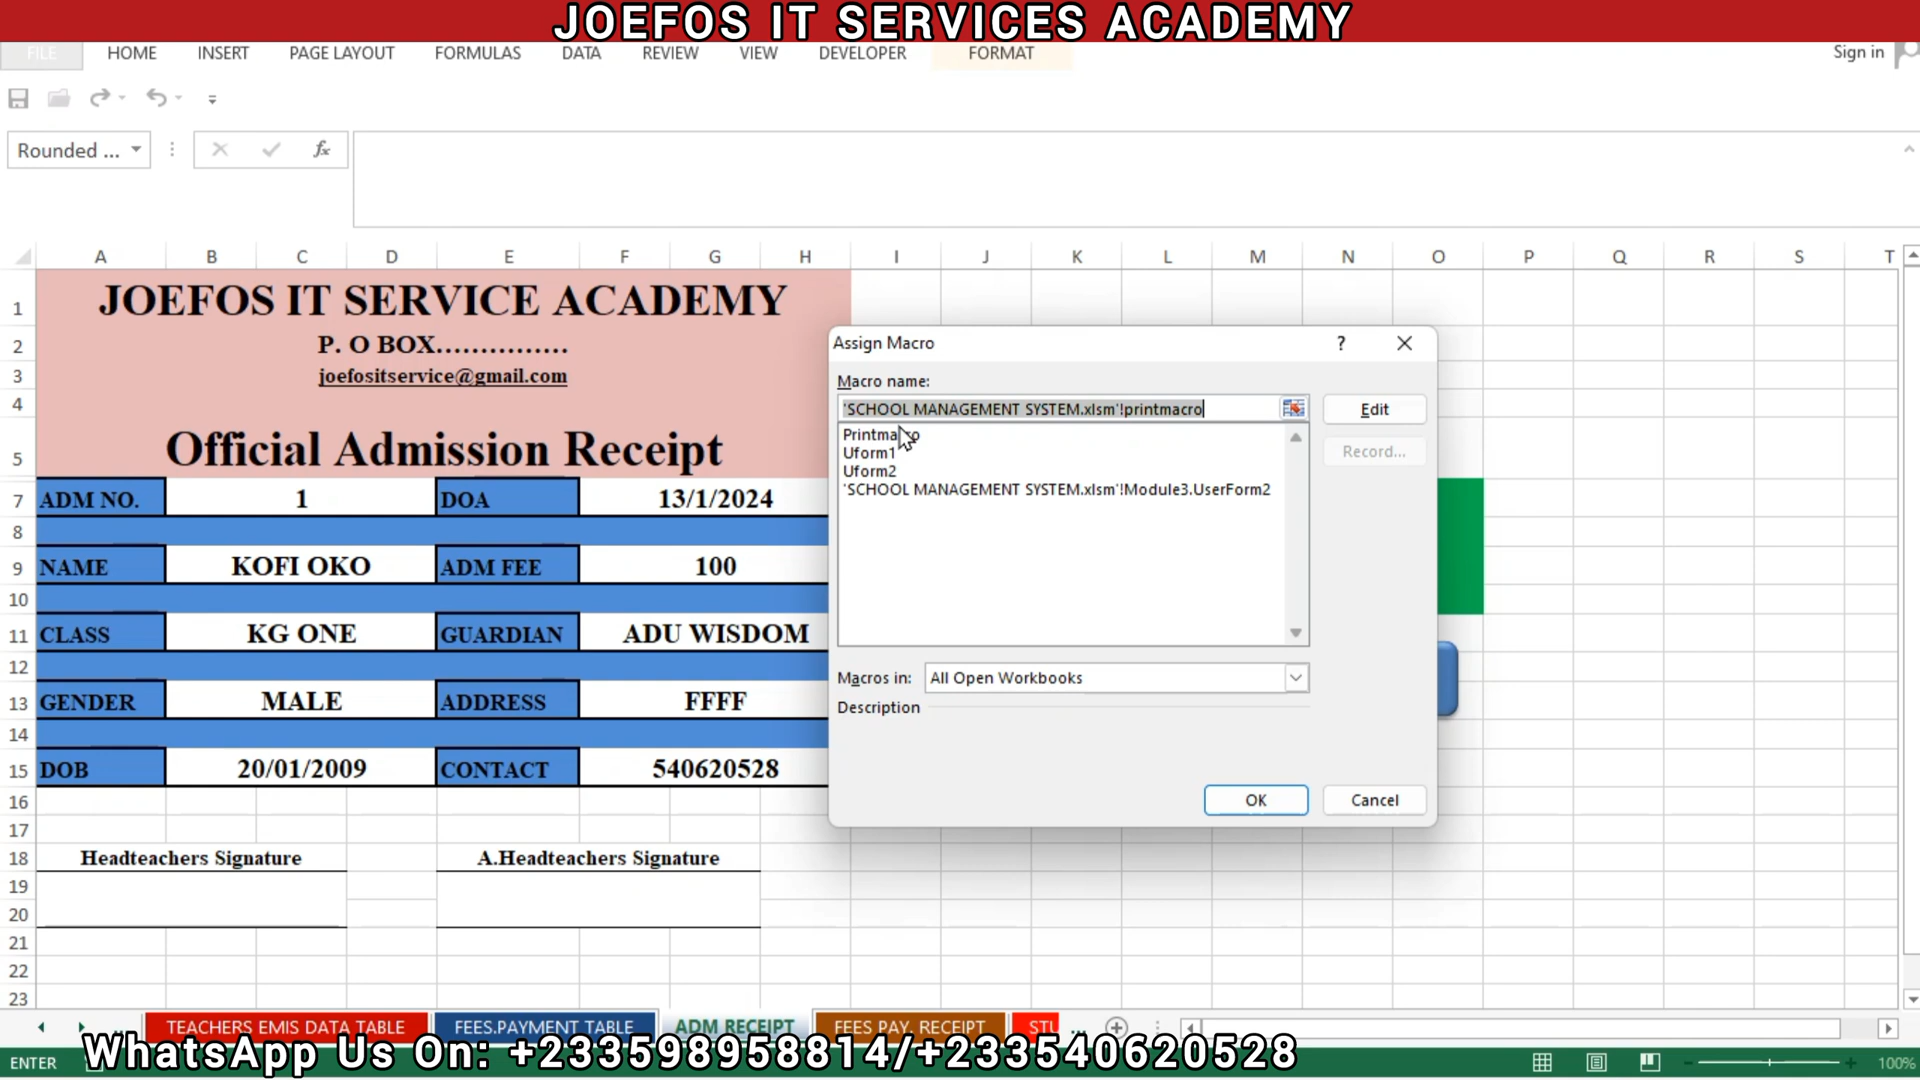 JOEFOS IT SERVICES ACADEMY
FILE HOME INSERT PAGE LAYOUT FORMULAS DATA REVIEW VIEW DEVELOPER FORMAT Sign in
Rounded ... fx
A B C D E F G H I J K L M N O P Q R S T
1 JOEFOS IT SERVICE ACADEMY
2 P. O BOX...............
3 joefositservice@gmail.com
4
5 Official Admission Receipt
7 ADM NO. 1 DOA 13/1/2024
8
9 NAME KOFI OKO ADM FEE 100
10
11 CLASS KG ONE GUARDIAN ADU WISDOM
12
13 GENDER MALE ADDRESS FFFF
14
15 DOB 20/01/2009 CONTACT 540620528
16
17
18 Headteachers Signature A.Headteachers Signature
19
20
21
22
23
Assign Macro ?
Macro name:
'SCHOOL MANAGEMENT SYSTEM.xlsm'!printmacro Edit
Printmacro
Record...
Uform1
Uform2
'SCHOOL MANAGEMENT SYSTEM.xlsm'!Module3.UserForm2
Macros in: All Open Workbooks
Description
OK Cancel
... TEACHERS EMIS DATA TABLE FEES.PAYMENT TABLE ADM RECEIPT FEES PAY. RECEIPT STU ...
ENTER 100%
WhatsApp Us On: +233598958814/+233540620528